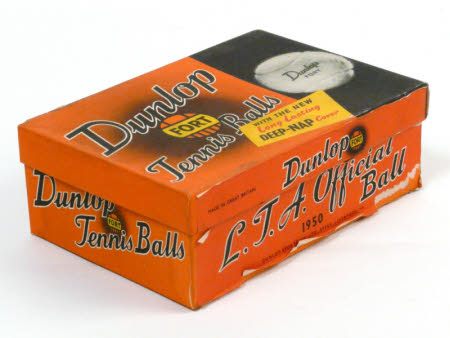 Dunlop
FORT
Tennis Balls
Dunlop
FORT
WITH THE NEW
Long Lasting
DEEP-NAP Cover
MADE IN GREAT BRITAIN
Dunlop
FORT
L.T.A. Official
Ball
1950
Dunlop
FORT
Tennis Balls